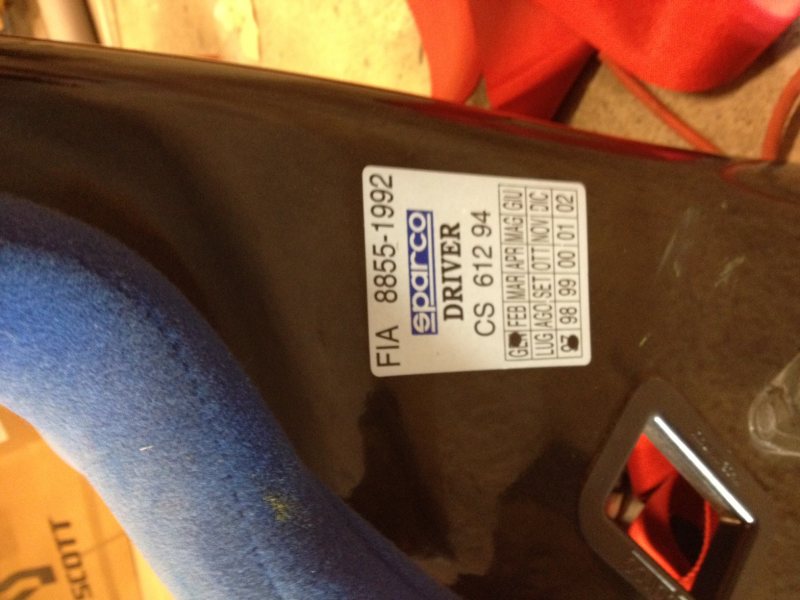 FIA 8855-1992
sparco
DRIVER
CS 612 94
GEN FEB MAR APR MAG GIU
LUG AGO SET OTT NOV DIC
97 98 99 00 01 02
SCOTT